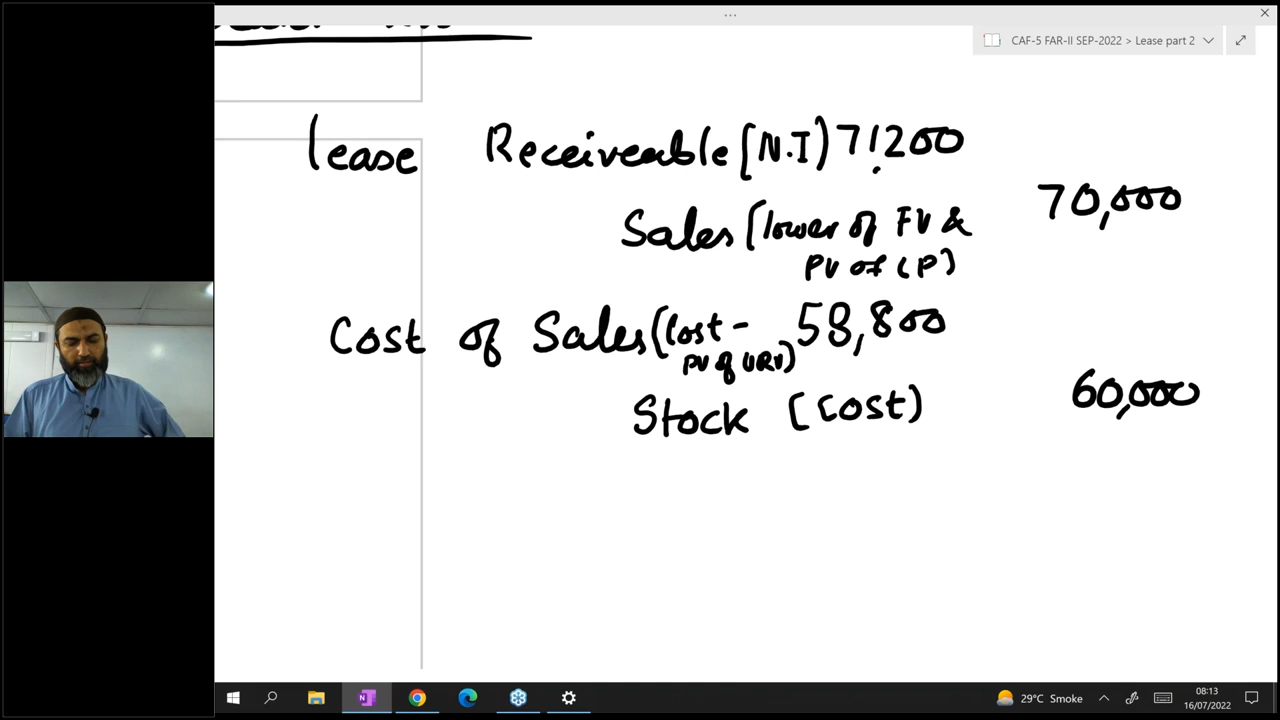 CAF-5 FAR-II SEP-2022 > Lease part 2
lease Receiveable [N.I) 71200
Sales [lower of FV & 70,000
PV of LP)
Cost of Sales (Cost - 58,800
PV of URV)
Stock [Cost) 60,000
29°C Smoke
08:13
16/07/2022